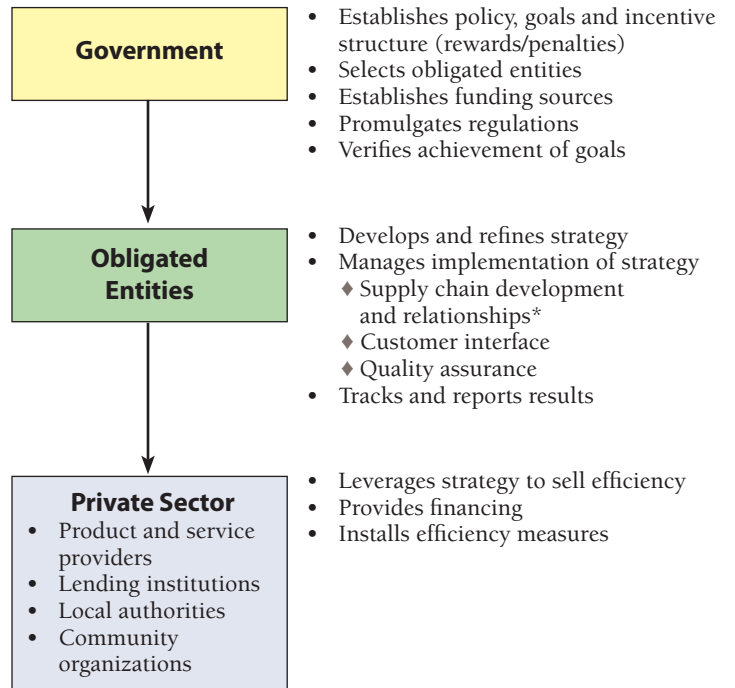 Government
• Establishes policy, goals and incentive
structure (rewards/penalties)
• Selects obligated entities
• Establishes funding sources
• Promulgates regulations
• Verifies achievement of goals
Obligated
Entities
• Develops and refines strategy
• Manages implementation of strategy
♦ Supply chain development
and relationships*
♦ Customer interface
♦ Quality assurance
• Tracks and reports results
Private Sector
• Product and service
providers
• Lending institutions
• Local authorities
• Community
organizations
• Leverages strategy to sell efficiency
• Provides financing
• Installs efficiency measures